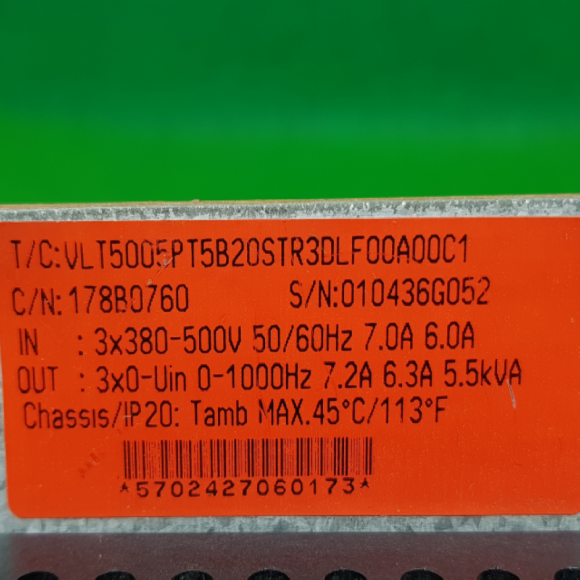 T/C:VLT5005PT5B20STR3DLF00A00C1
C/N:178B0760 S/N:010436G052
IN : 3x380-500V 50/60Hz 7.0A 6.0A
OUT : 3x0-Uin 0-1000Hz 7.2A 6.3A 5.5kVA
Chassis/IP20: Tamb MAX.45°C/113°F
*5702427060173*